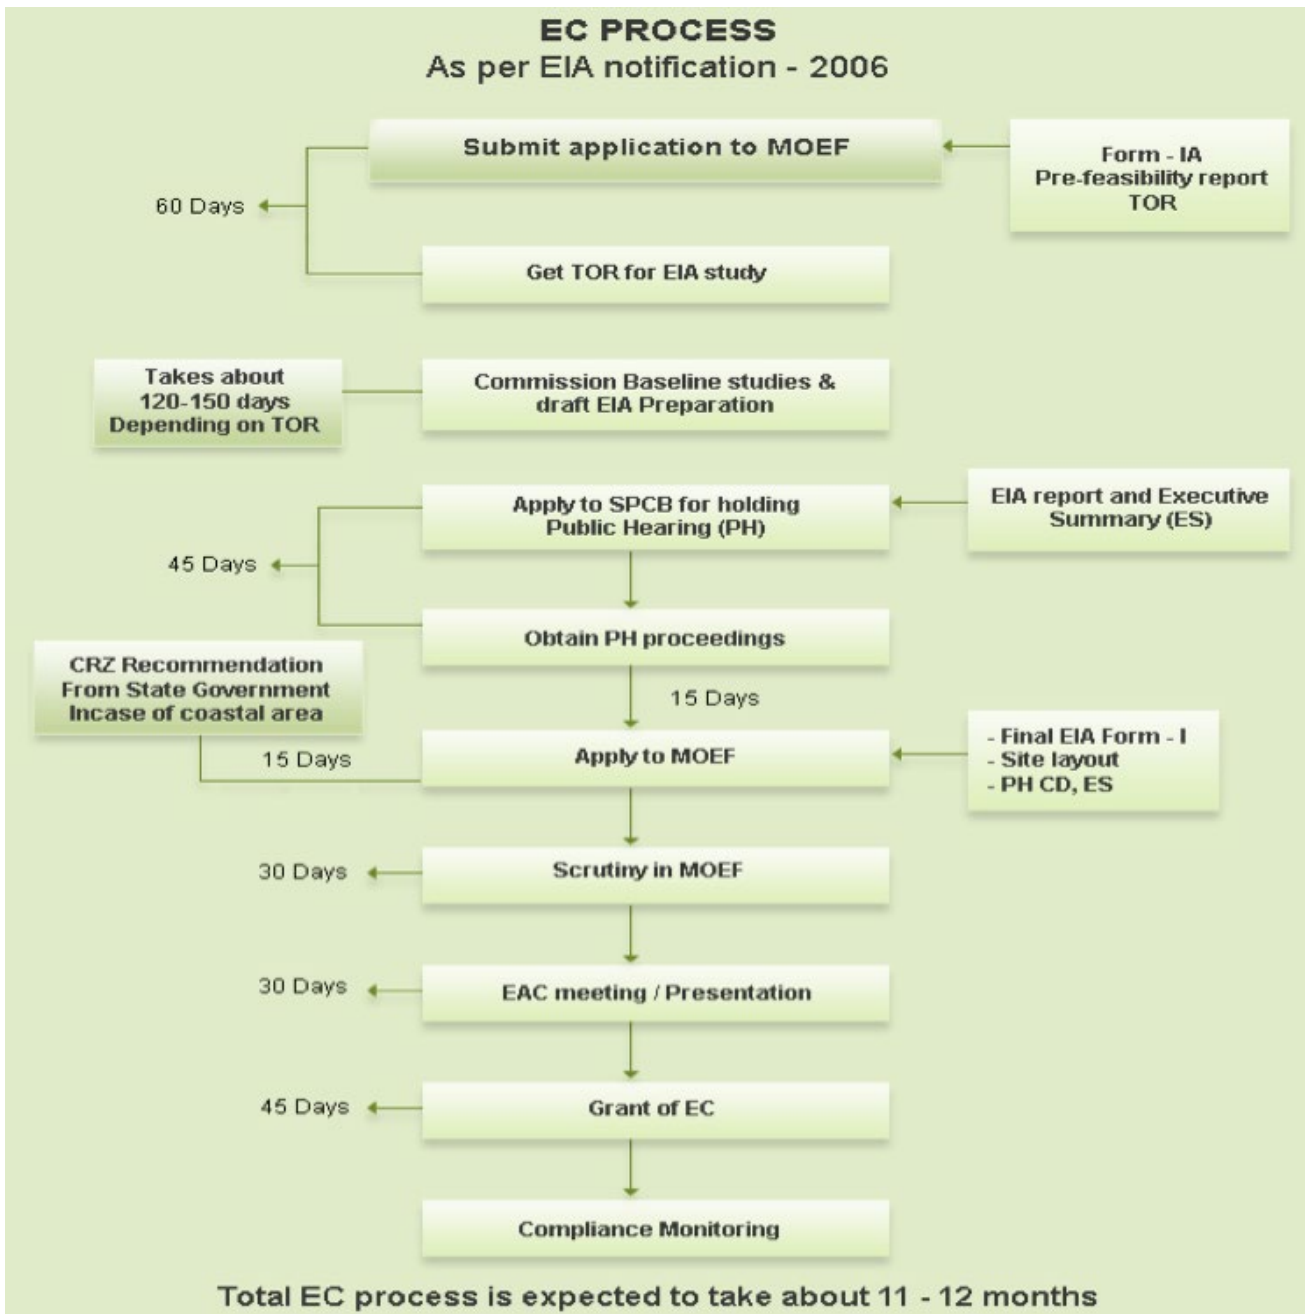 EC PROCESS
As per EIA notification - 2006
Submit application to MOEF
Form - IA
Pre-feasibility report
TOR
60 Days
Get TOR for EIA study
Takes about
120-150 days
Depending on TOR
Commission Baseline studies &
draft EIA Preparation
Apply to SPCB for holding
Public Hearing (PH)
EIA report and Executive
Summary (ES)
45 Days
Obtain PH proceedings
CRZ Recommendation
From State Government
Incase of coastal area
15 Days
15 Days
Apply to MOEF
- Final EIA Form - I
- Site layout
- PH CD, ES
30 Days
Scrutiny in MOEF
30 Days
EAC meeting / Presentation
45 Days
Grant of EC
Compliance Monitoring
Total EC process is expected to take about 11 - 12 months